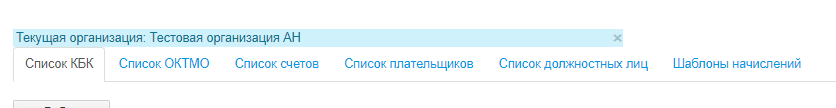 Текущая организация: Тестовая организация АН ×
Список КБК Список ОКТМО Список счетов Список плательщиков Список должностных лиц Шаблоны начислений